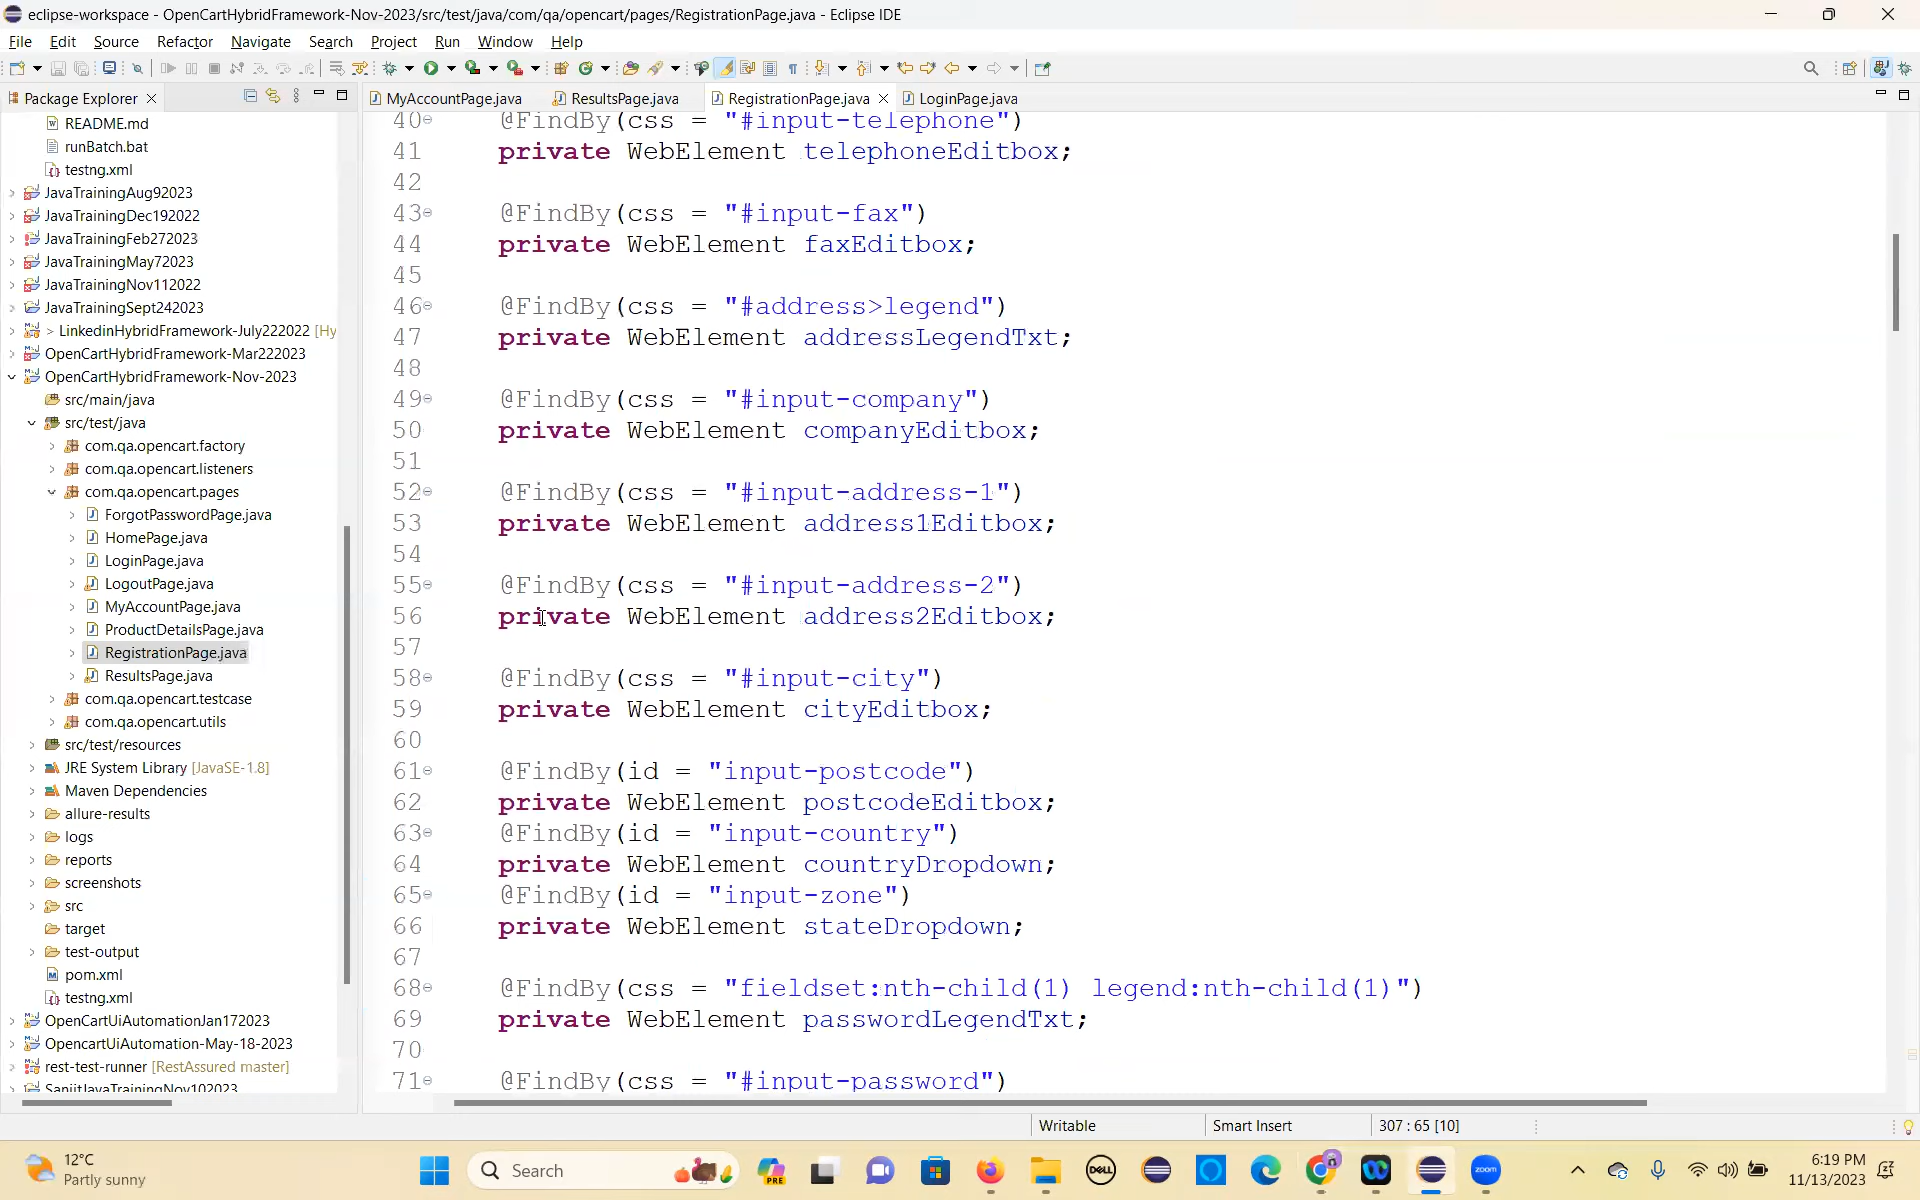 eclipse-workspace - OpenCartHybridFramework-Nov-2023/src/test/java/com/qa/opencart/pages/RegistrationPage.java - Eclipse IDE
File Edit Source Refactor Navigate Search Project Run Window Help
Package Explorer
MyAccountPage.java ResultsPage.java RegistrationPage.java LoginPage.java
README.md
runBatch.bat
testng.xml
JavaTrainingAug92023
JavaTrainingDec192022
JavaTrainingFeb272023
JavaTrainingMay72023
JavaTrainingNov112022
JavaTrainingSept242023
> LinkedinHybridFramework-July222022 [Hy
OpenCartHybridFramework-Mar222023
OpenCartHybridFramework-Nov-2023
src/main/java
src/test/java
com.qa.opencart.factory
com.qa.opencart.listeners
com.qa.opencart.pages
ForgotPasswordPage.java
HomePage.java
LoginPage.java
LogoutPage.java
MyAccountPage.java
ProductDetailsPage.java
RegistrationPage.java
ResultsPage.java
com.qa.opencart.testcase
com.qa.opencart.utils
src/test/resources
JRE System Library [JavaSE-1.8]
Maven Dependencies
allure-results
logs
reports
screenshots
src
target
test-output
pom.xml
testng.xml
OpenCartUiAutomationJan172023
OpencartUiAutomation-May-18-2023
rest-test-runner [RestAssured master]
SanjitJavaTrainingNov102023
40 @FindBy(css = "#input-telephone")
41 private WebElement telephoneEditbox;
42
43 @FindBy(css = "#input-fax")
44 private WebElement faxEditbox;
45
46 @FindBy(css = "#address>legend")
47 private WebElement addressLegendTxt;
48
49 @FindBy(css = "#input-company")
50 private WebElement companyEditbox;
51
52 @FindBy(css = "#input-address-1")
53 private WebElement address1Editbox;
54
55 @FindBy(css = "#input-address-2")
56 private WebElement address2Editbox;
57
58 @FindBy(css = "#input-city")
59 private WebElement cityEditbox;
60
61 @FindBy(id = "input-postcode")
62 private WebElement postcodeEditbox;
63 @FindBy(id = "input-country")
64 private WebElement countryDropdown;
65 @FindBy(id = "input-zone")
66 private WebElement stateDropdown;
67
68 @FindBy(css = "fieldset:nth-child(1) legend:nth-child(1)")
69 private WebElement passwordLegendTxt;
70
71 @FindBy(css = "#input-password")
Writable Smart Insert 307 : 65 [10]
12°C
Partly sunny
Search
PRE
DELL
zoom
6:19 PM
11/13/2023